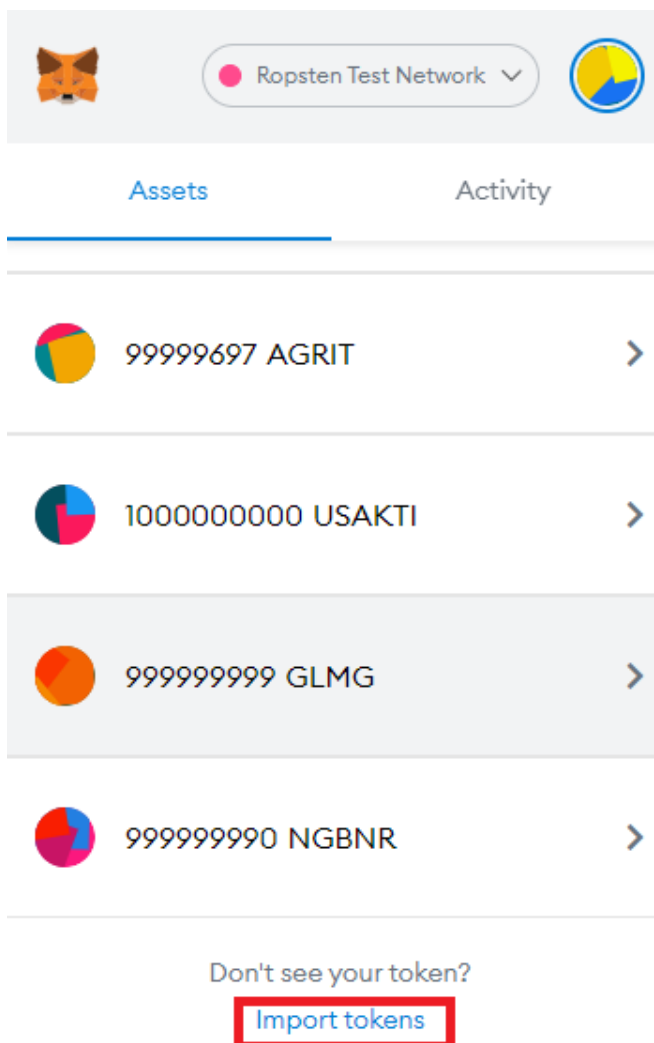 Ropsten Test Network
Assets Activity
99999697 AGRIT
1000000000 USAKTI
999999999 GLMG
999999990 NGBNR
Don't see your token?
Import tokens